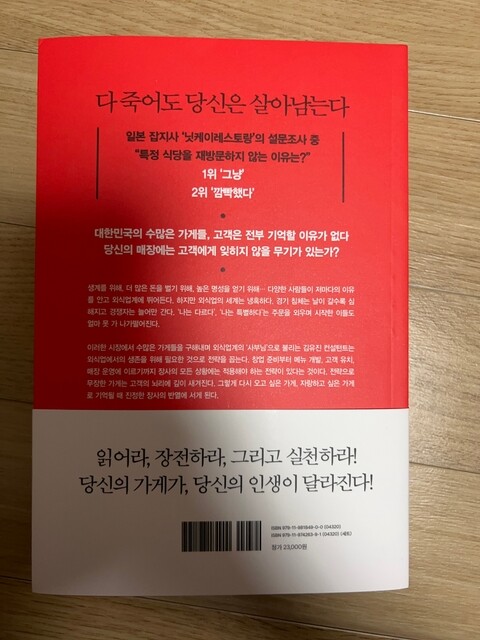 다 죽어도 당신은 살아남는다
일본 잡지사 '닛케이레스토랑'의 설문조사 중
"특정 식당을 재방문하지 않는 이유는?"
1위 '그냥'
2위 '깜빡했다'
대한민국의 수많은 가게들, 고객은 전부 기억할 이유가 없다
당신의 매장에는 고객에게 잊히지 않을 무기가 있는가?
생계를 위해, 더 많은 돈을 벌기 위해, 높은 명성을 얻기 위해… 다양한 사람들이 저마다의 이유
를 안고 외식업에 뛰어든다. 하지만 외식업의 세계는 냉혹하다. 경기 침체는 날이 갈수록 심
해지고 경쟁자는 늘어만 간다. '나는 다르다', '나는 특별하다'는 주문을 외우며 시작한 이들도
얼마 못 가 나가떨어진다.
이러한 시장에서 수많은 가게들을 구해내며 외식업계의 '사부님'으로 불리는 김유진 컨설턴트는
외식업에서의 생존을 위해 필요한 것으로 전략을 꼽는다. 창업 준비부터 메뉴 개발, 고객 유치,
매장 운영에 이르기까지 장사의 모든 상황에는 적용해야 하는 전략이 있다는 것이다. 전략으로
무장한 가게는 고객의 뇌리에 깊이 새겨진다. 그렇게 다시 오고 싶은 가게, 자랑하고 싶은 가게
로 기억될 때 진정한 장사의 반열에 서게 된다.
읽어라, 장전하라, 그리고 실천하라!
당신의 가게가, 당신의 인생이 달라진다!
ISBN 979-11-981949-0-0 (04320)
ISBN 979-11-974263-9-1 (04320) (세트)
정가 23,000원